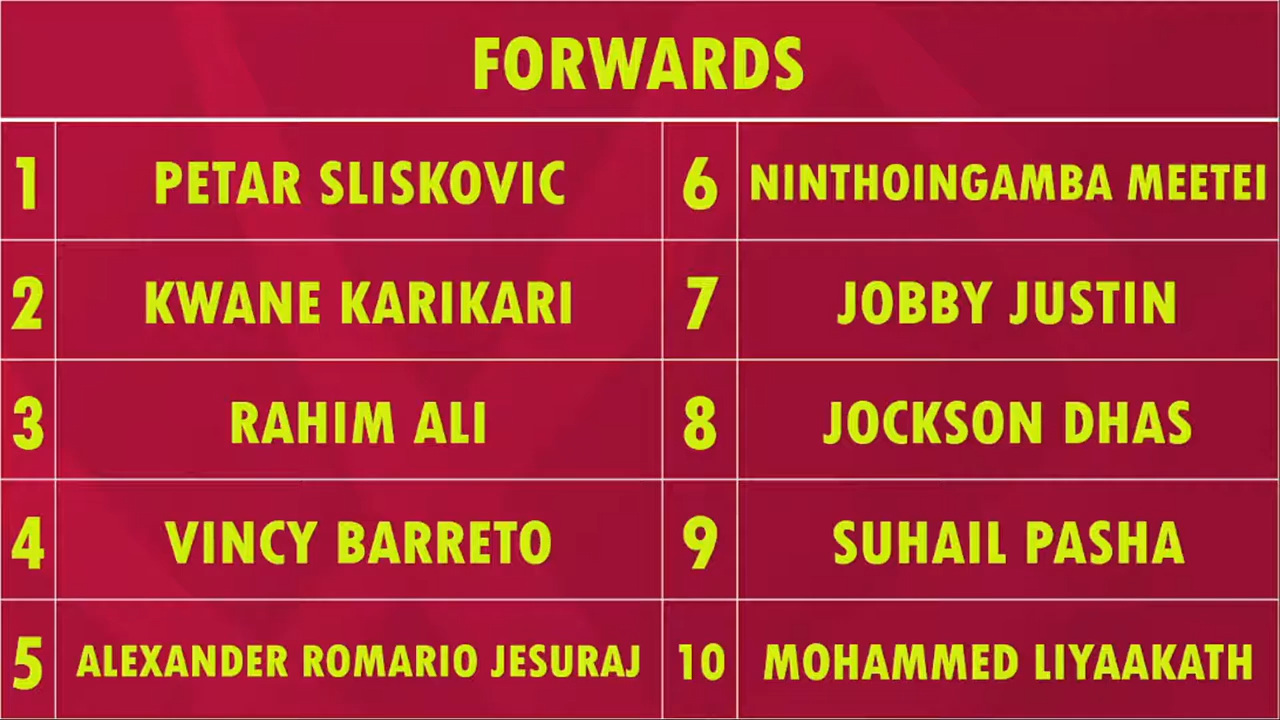 FORWARDS
1 PETAR SLISKOVIC 6 NINTHOINGAMBA MEETEI
2 KWANE KARIKARI 7 JOBBY JUSTIN
3 RAHIM ALI 8 JOCKSON DHAS
4 VINCY BARRETO 9 SUHAIL PASHA
5 ALEXANDER ROMARIO JESURAJ 10 MOHAMMED LIYAAKATH